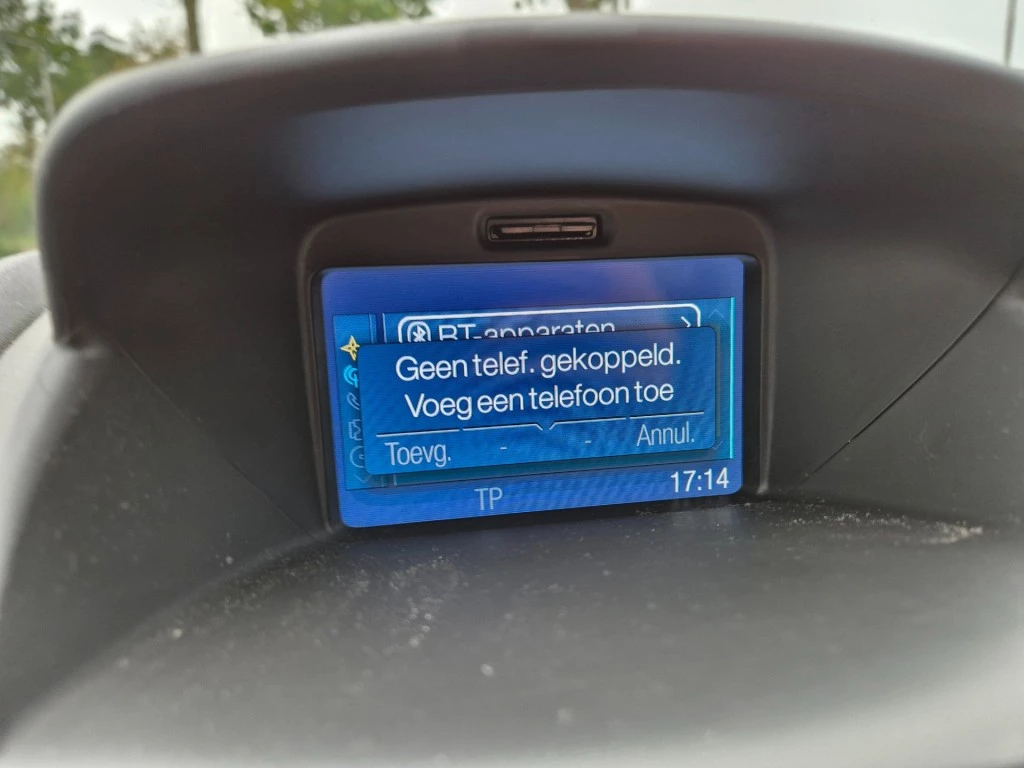 BT-apparaten
Geen telef. gekoppeld.
Voeg een telefoon toe
Toevg. - - Annul.
TP 17:14